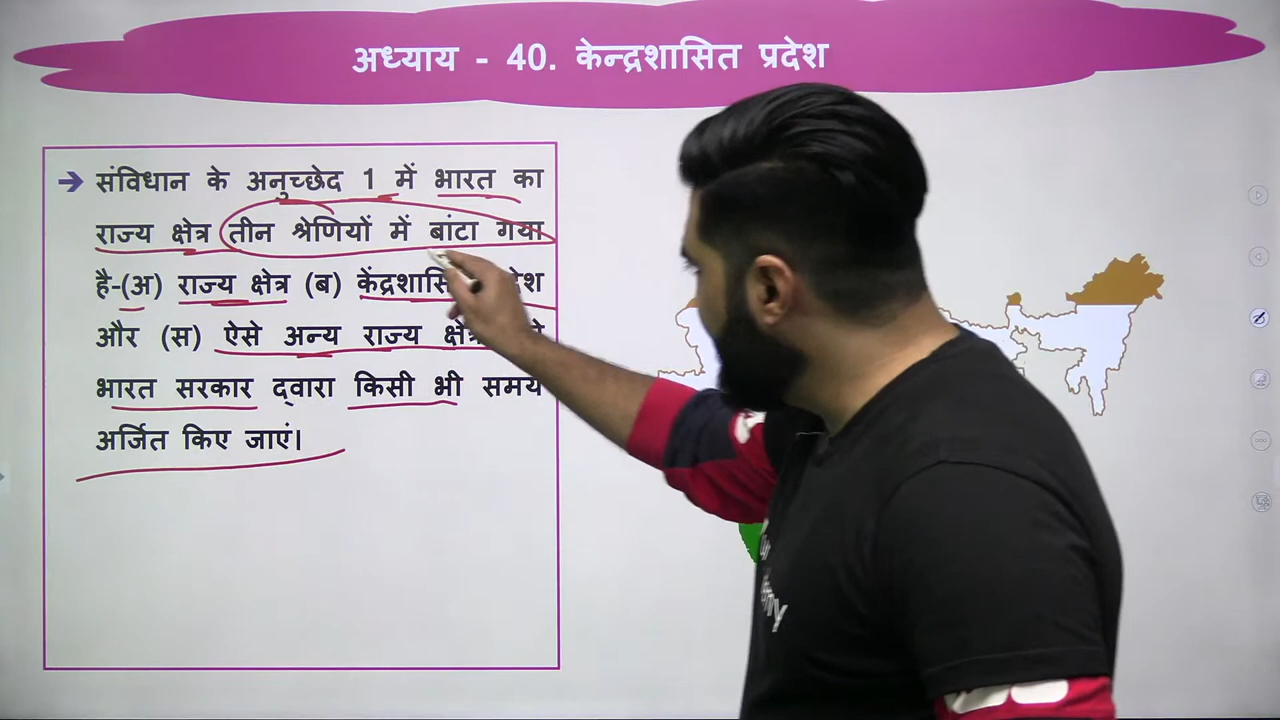 अध्याय - 40. केन्द्रशासित प्रदेश
→ संविधान के अनुच्छेद 1 में भारत का
राज्य क्षेत्र तीन श्रेणियों में बांटा गया
है-(अ) राज्य क्षेत्र (ब)
और (स) ऐसे अन्य राज्य
भारत सरकार द्वारा किसी भी समय
अर्जित किए जाएं।